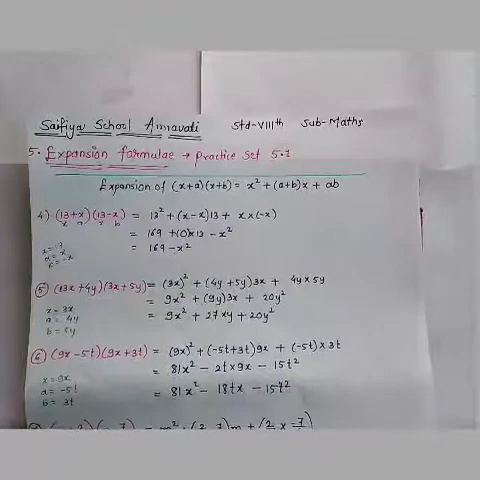 Saifiya School Amravati Std-VIIIth Sub-Maths
5. Expansion formulae → practice set 5.1
Expansion of (x+a)(x+b) = x² + (a+b)x + ab
4) (13+x)(13-x) = 13² + (x-x)13 + x×(-x)
x a x b
= 169 + (0)×13 - x²
= 169 - x²
x = 13
a = x
b = -x
⑤ (13x + 4y)(3x + 5y) = (3x)² + (4y + 5y)3x + 4y×5y
= 9x² + (9y)3x + 20y²
= 9x² + 27xy + 20y²
x = 3x
a = 4y
b = 5y
⑥ (9x - 5t)(9x + 3t) = (9x)² + (-5t+3t)9x + (-5t)×3t
= 81x² - 2t×9x - 15t²
= 81x² - 18tx - 15t²
x = 9x
a = -5t
b = 3t